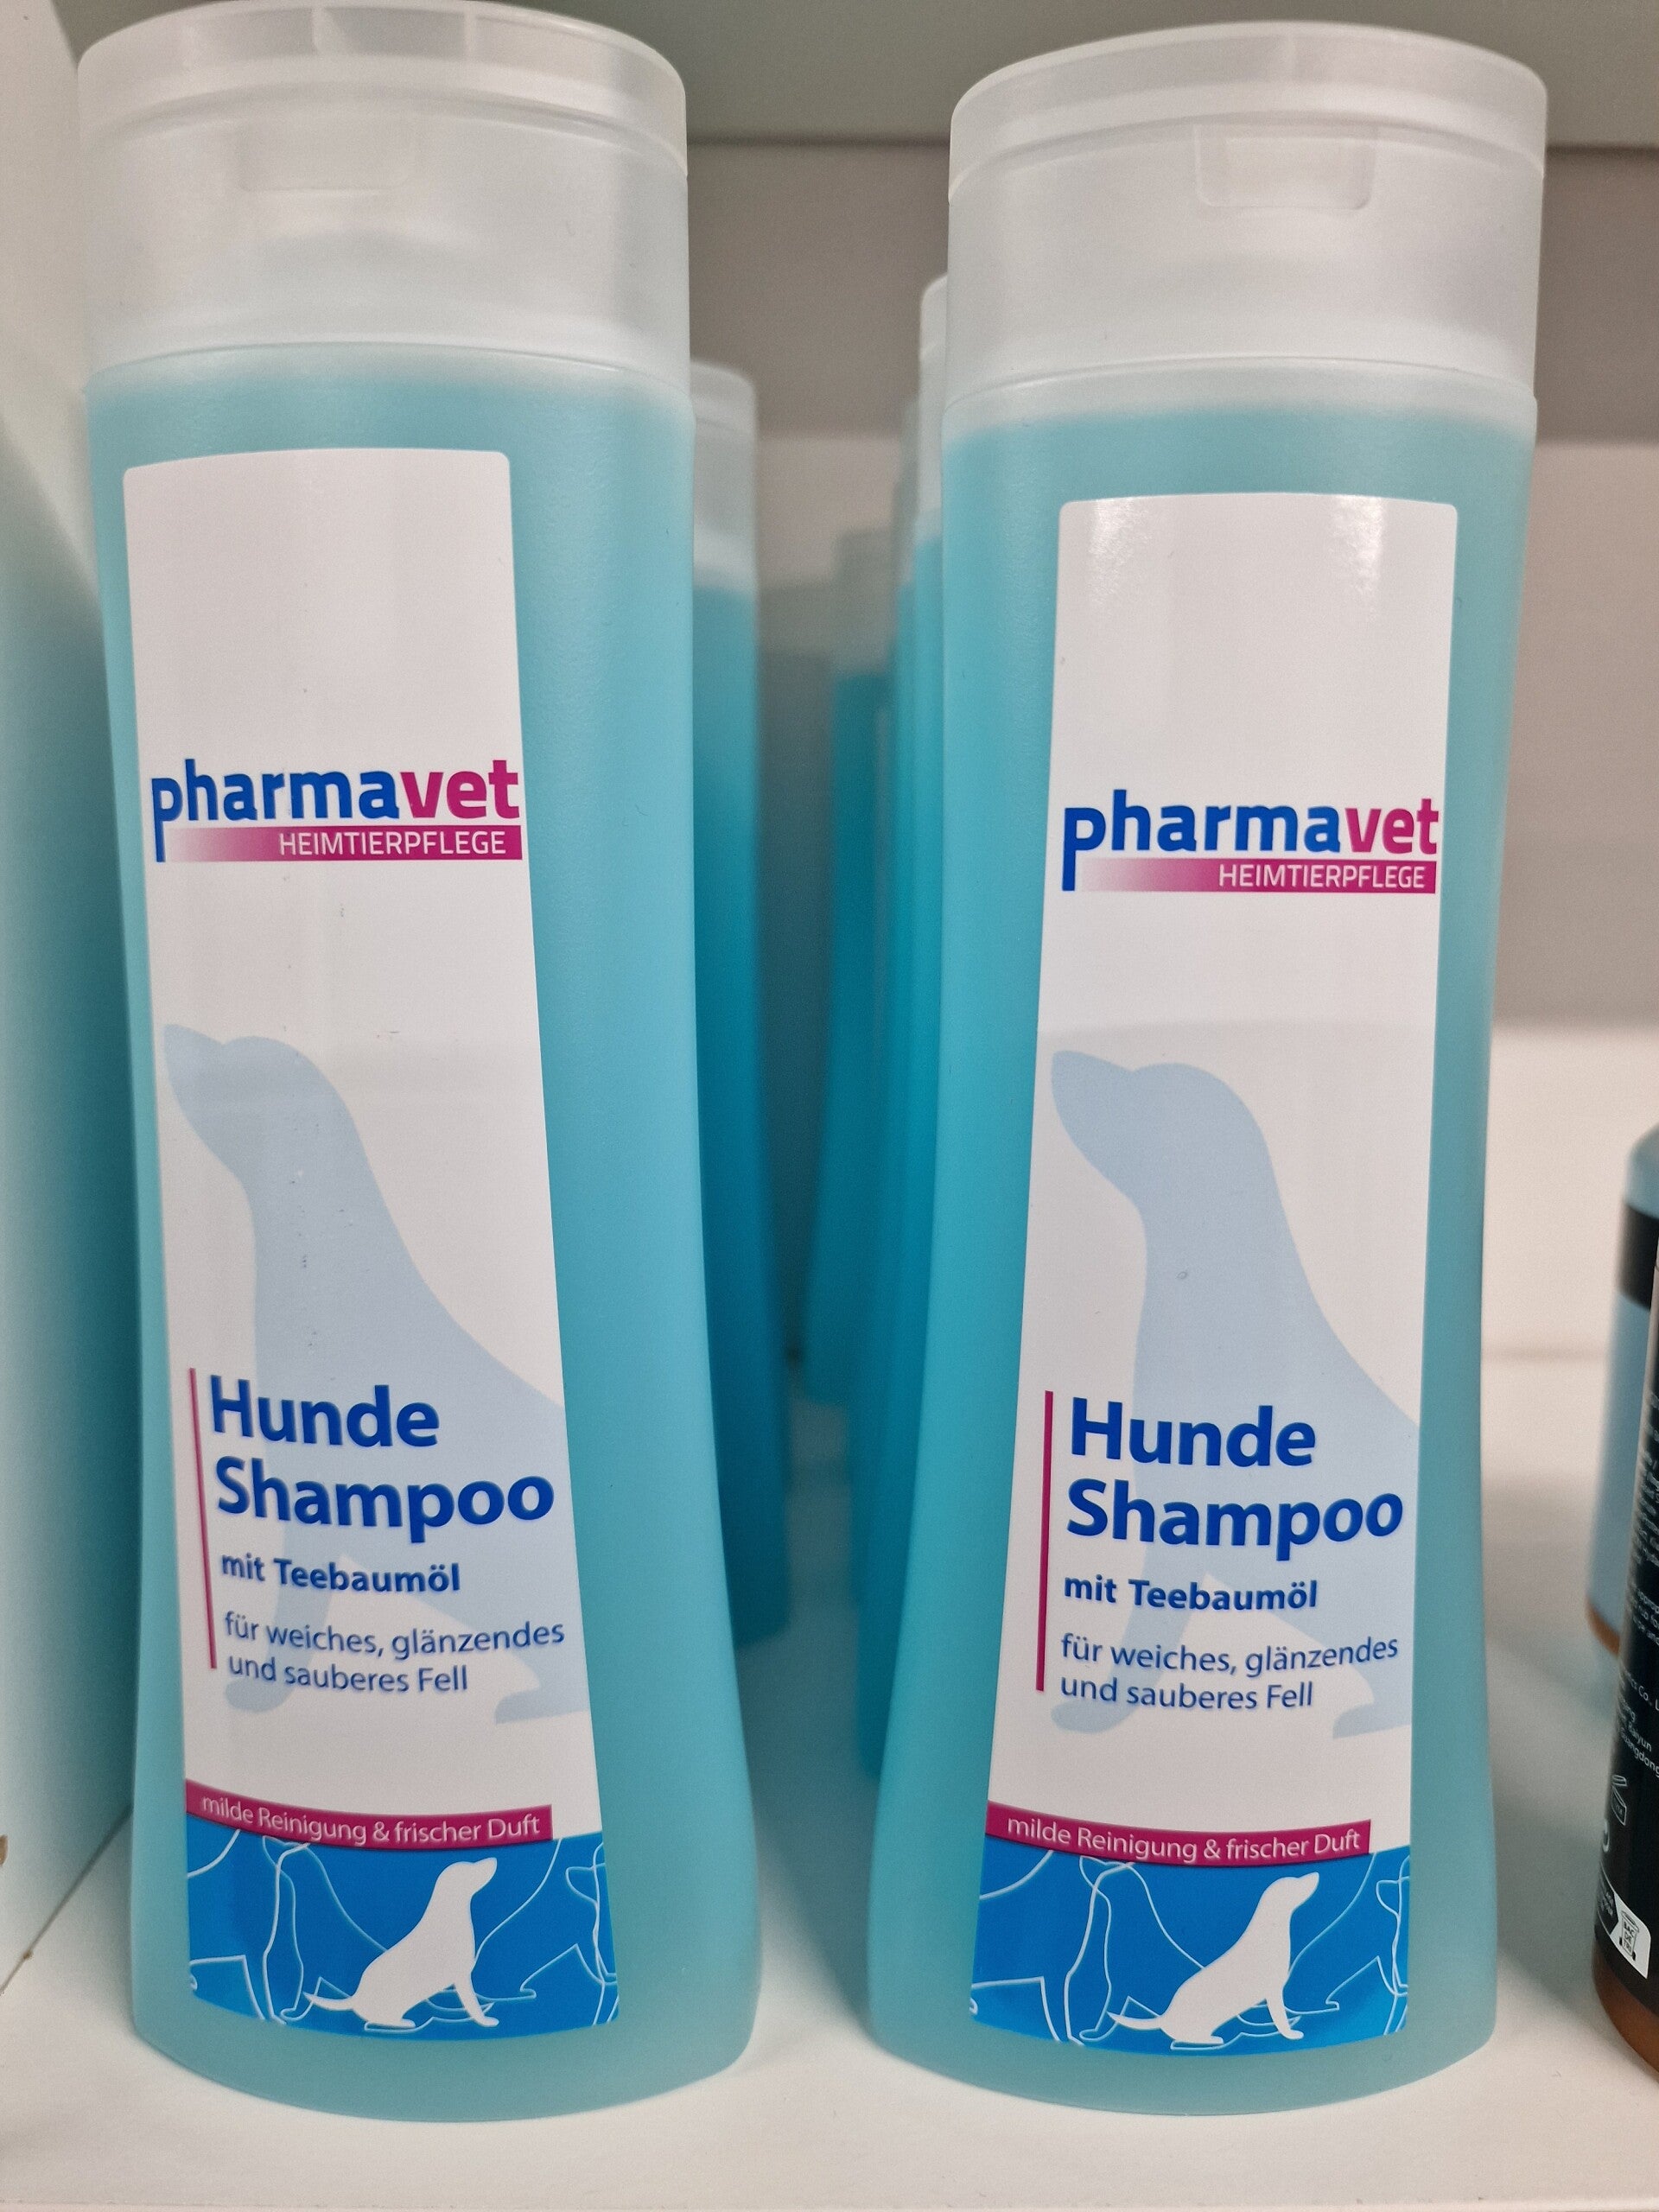 pharmavet
HEIMTIERPFLEGE
Hunde
Shampoo
mit Teebaumöl
für weiches, glänzendes
und sauberes Fell
milde Reinigung & frischer Duft
pharmavet
HEIMTIERPFLEGE
Hunde
Shampoo
mit Teebaumöl
für weiches, glänzendes
und sauberes Fell
milde Reinigung & frischer Duft